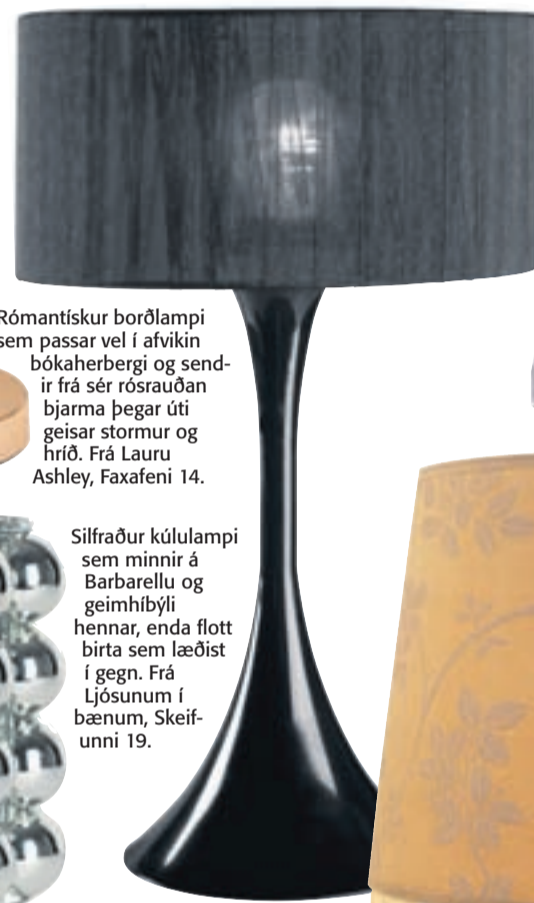 Rómantískur borðlampi
sem passar vel í afvikin
bókaherbergi og send-
ir frá sér rósrauðan
bjarma þegar úti
geisar stormur og
hríð. Frá Lauru
Ashley, Faxafeni 14.
Silfraður kúlulampi
sem minnir á
Barbarellu og
geimhíbýli
hennar, enda flott
birta sem læðist
í gegn. Frá
Ljósunum í
bænum, Skeif-
unni 19.